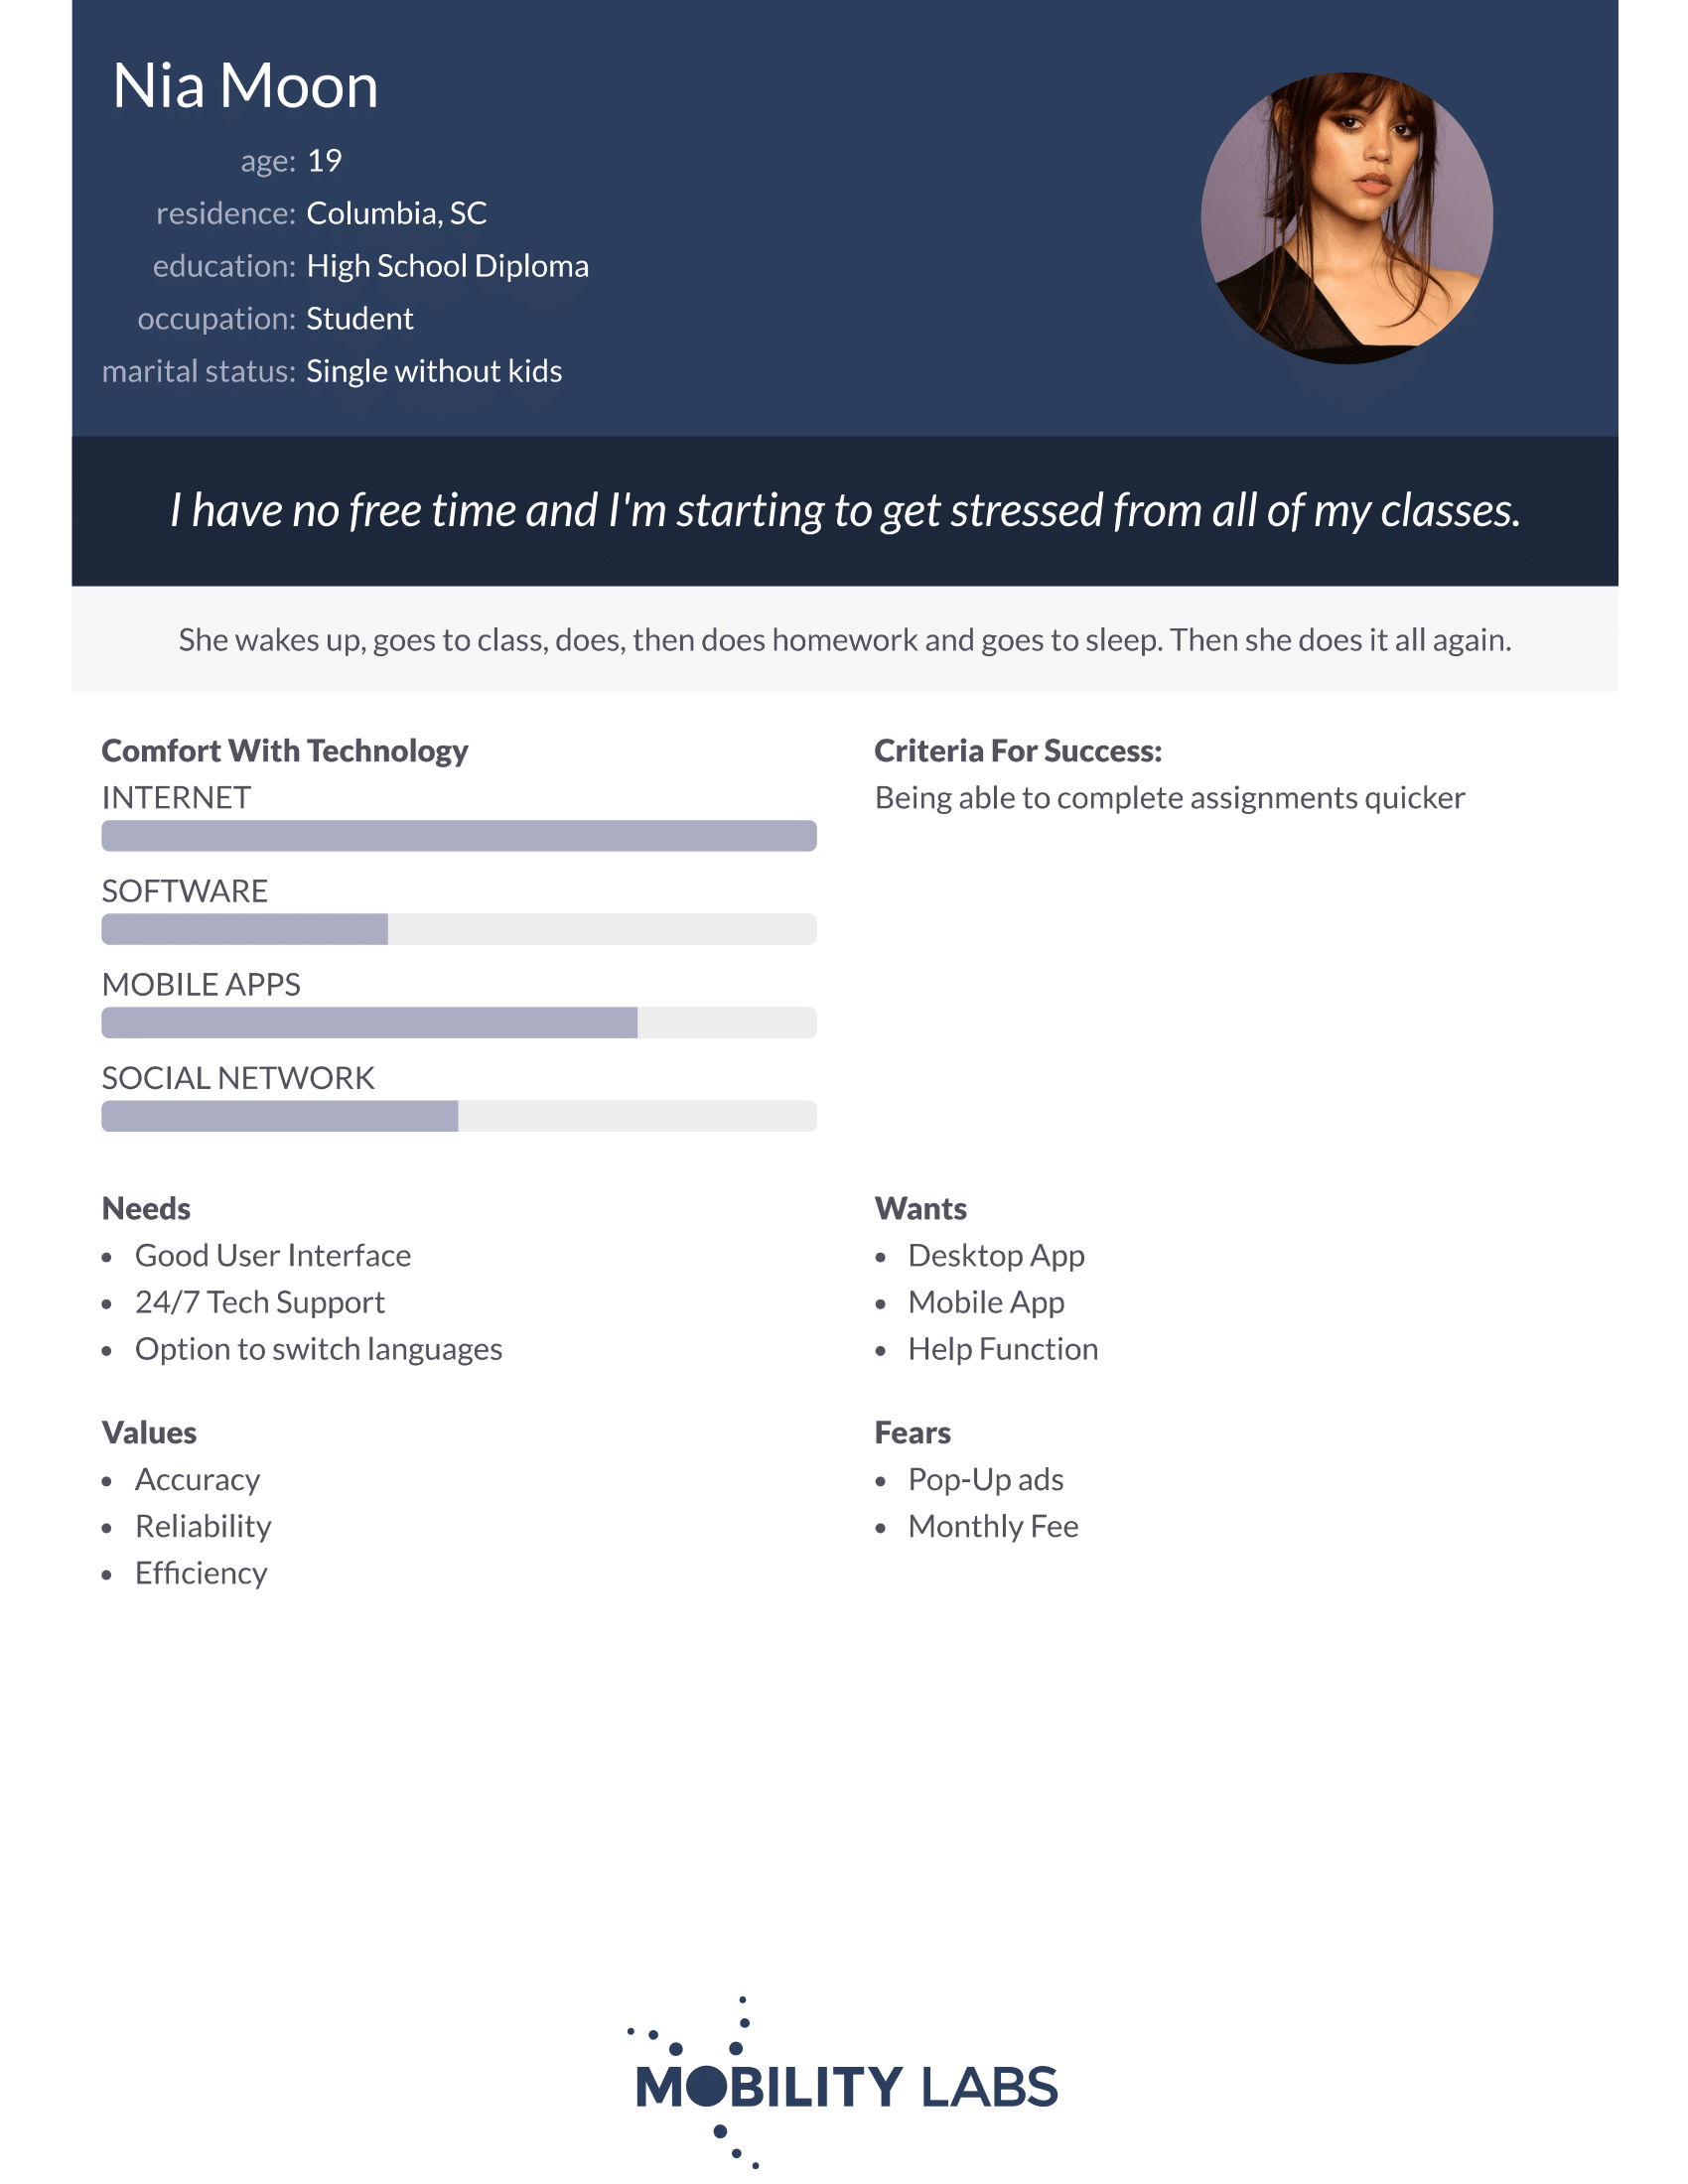 Nia Moon
age: 19
residence: Columbia, SC
education: High School Diploma
occupation: Student
marital status: Single without kids
I have no free time and I'm starting to get stressed from all of my classes.
She wakes up, goes to class, does, then does homework and goes to sleep. Then she does it all again.
Comfort With Technology
INTERNET
SOFTWARE
MOBILE APPS
SOCIAL NETWORK
Criteria For Success:
Being able to complete assignments quicker
Needs
• Good User Interface
• 24/7 Tech Support
• Option to switch languages
Wants
• Desktop App
• Mobile App
• Help Function
Values
• Accuracy
• Reliability
• Efficiency
Fears
• Pop-Up ads
• Monthly Fee
MOBILITY LABS